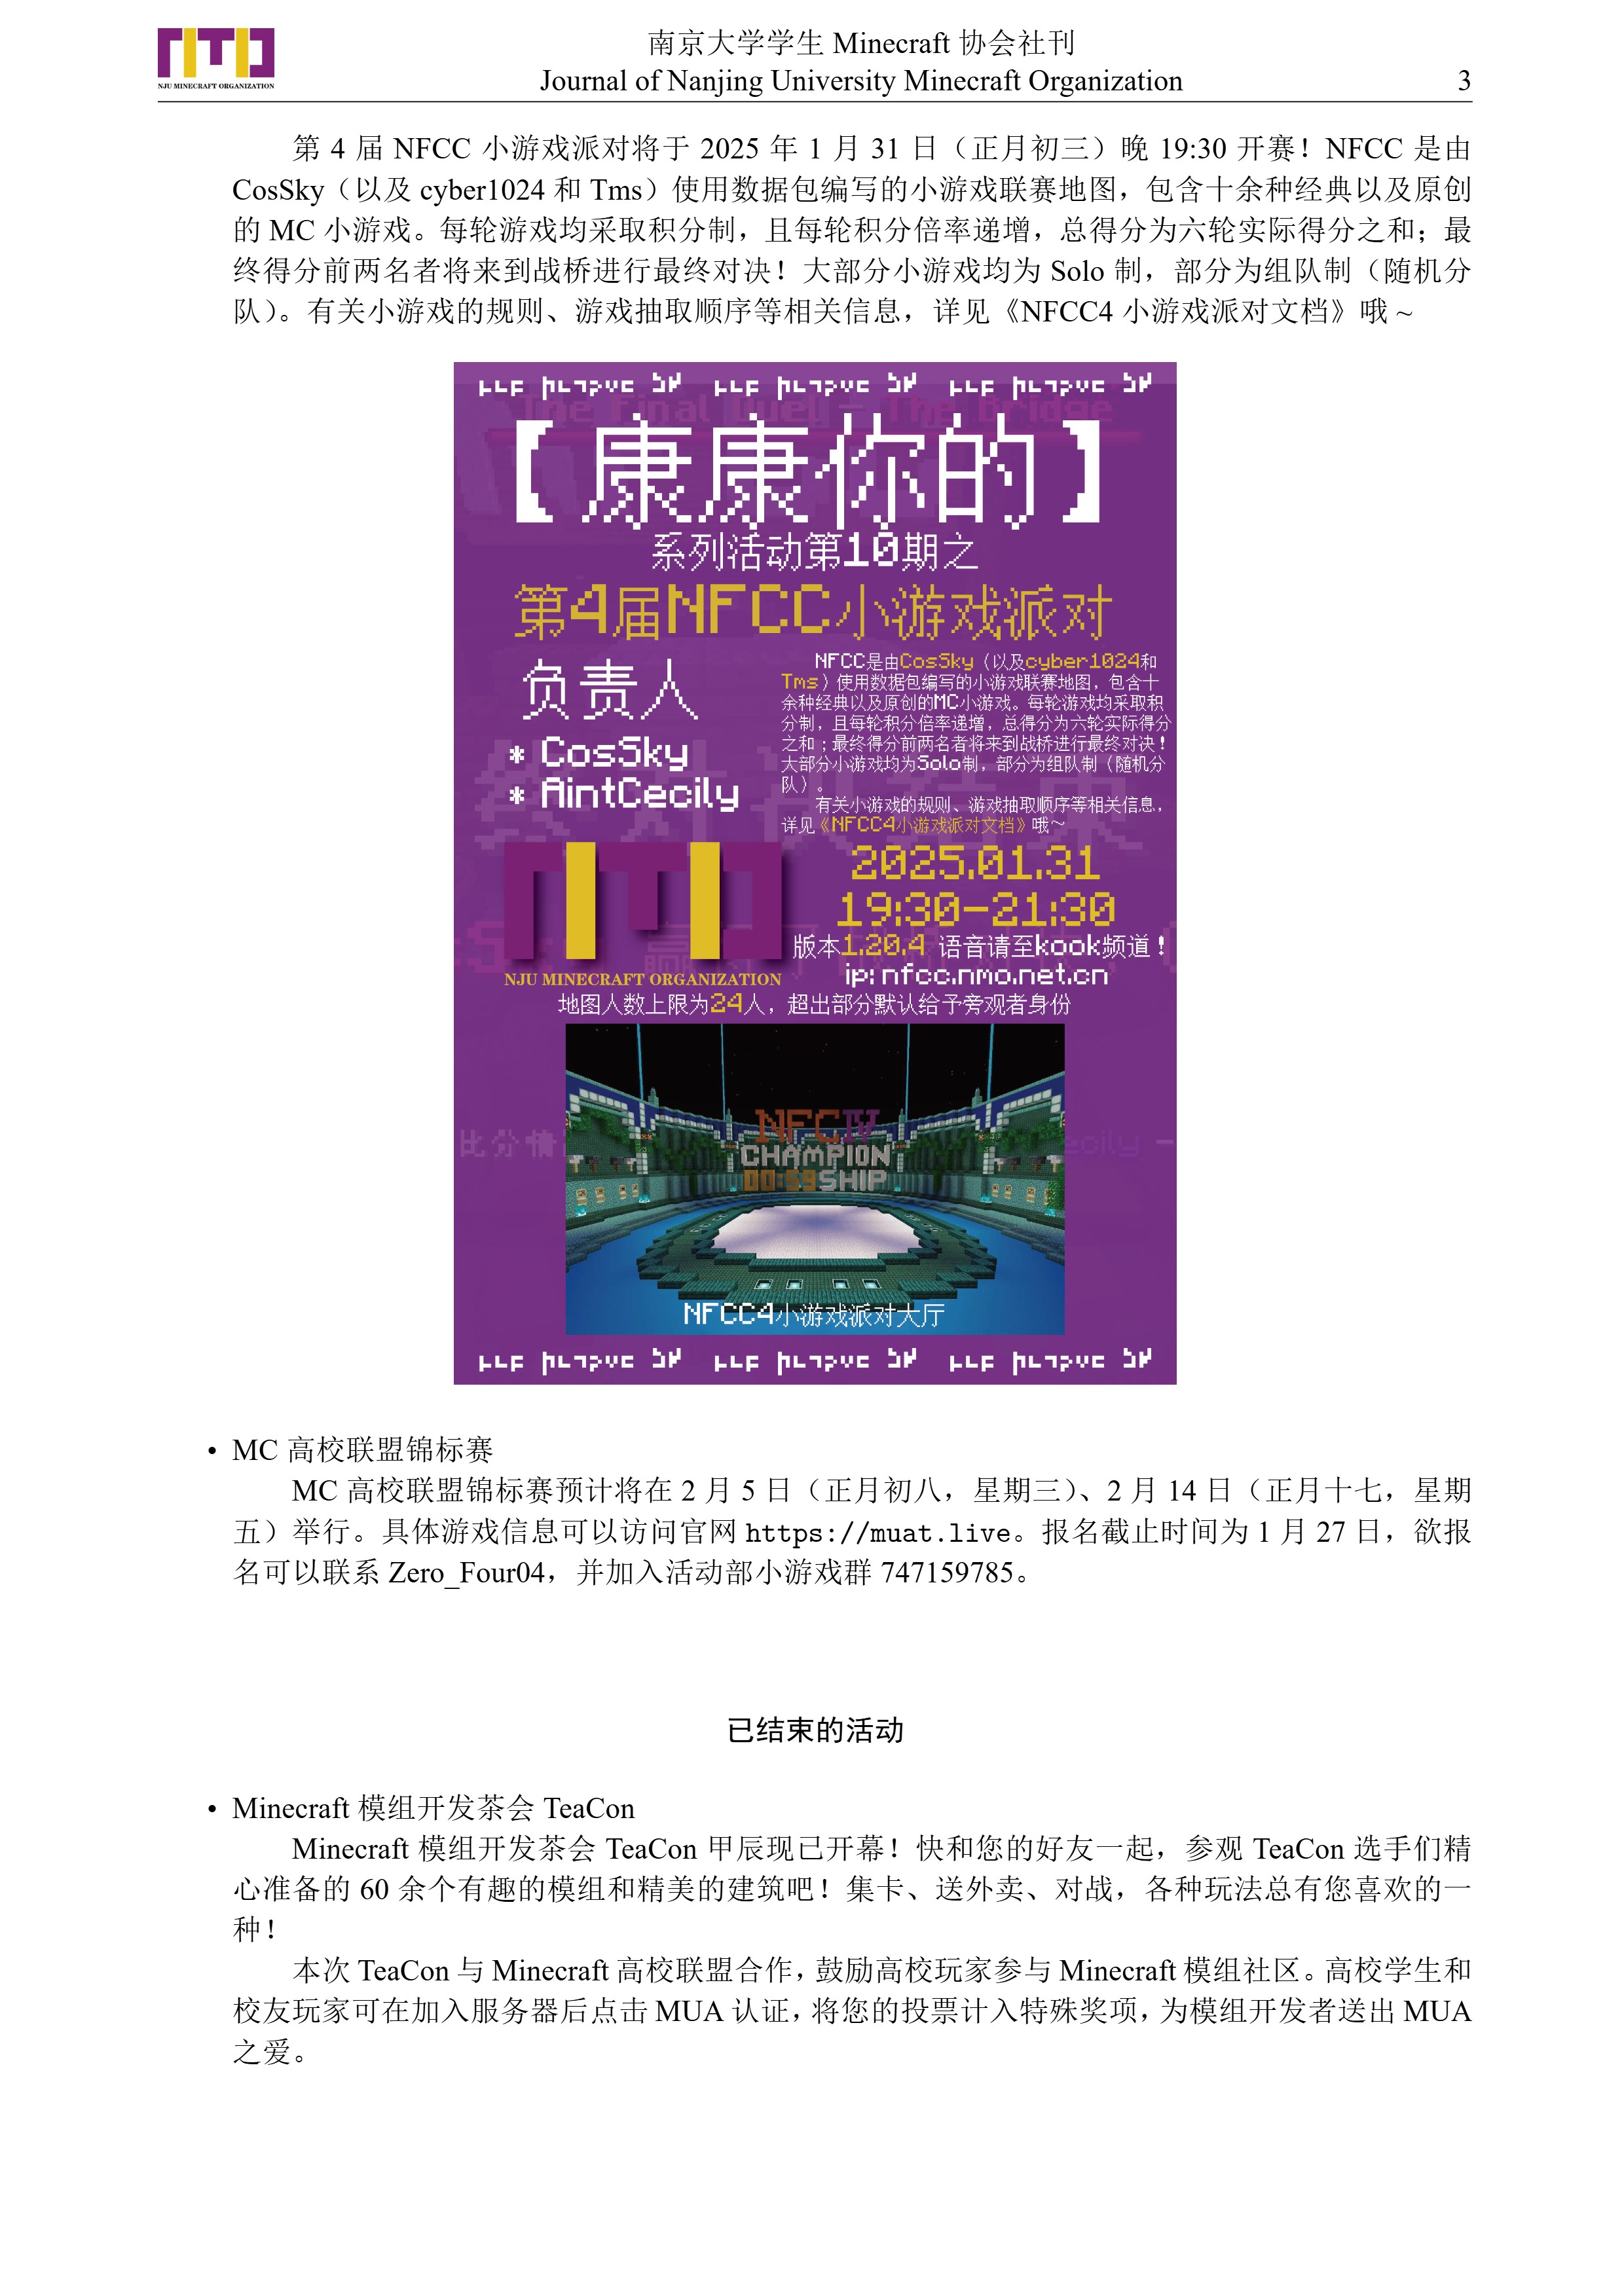 NJU MINECRAFT ORGANIZATION
南京大学学生 Minecraft 协会社刊
Journal of Nanjing University Minecraft Organization
3
第 4 届 NFCC 小游戏派对将于 2025 年 1 月 31 日（正月初三）晚 19:30 开赛！NFCC 是由
CosSky（以及 cyber1024 和 Tms）使用数据包编写的小游戏联赛地图，包含十余种经典以及原创
的 MC 小游戏。每轮游戏均采取积分制，且每轮积分倍率递增，总得分为六轮实际得分之和；最
终得分前两名者将来到战桥进行最终对决！大部分小游戏均为 Solo 制，部分为组队制（随机分
队）。有关小游戏的规则、游戏抽取顺序等相关信息，详见《NFCC4 小游戏派对文档》哦 ~
The Final Duel - The Bridge
【康康你的】
系列活动第10期之
第4届NFCC小游戏派对
负责人
* CosSky
* AintCecily
NFCC是由CosSky（以及cyber1024和
Tms）使用数据包编写的小游戏联赛地图，包含十
余种经典以及原创的MC小游戏。每轮游戏均采取积
分制，且每轮积分倍率递增，总得分为六轮实际得分
之和；最终得分前两名者将来到战桥进行最终对决！
大部分小游戏均为Solo制，部分为组队制（随机分
队）。
有关小游戏的规则、游戏抽取顺序等相关信息，
详见《NFCC4小游戏派对文档》哦~
NJU MINECRAFT ORGANIZATION
2025.01.31
19:30-21:30
版本1.20.4 语音请至kook频道！
ip:nfcc.nmo.net.cn
地图人数上限为24人，超出部分默认给予旁观者身份
比分情
NFCIV
CHAMPION
00:59SHIP
NFCC4小游戏派对大厅
• MC 高校联盟锦标赛
MC 高校联盟锦标赛预计将在 2 月 5 日（正月初八，星期三）、2 月 14 日（正月十七，星期
五）举行。具体游戏信息可以访问官网 https://muat.live。报名截止时间为 1 月 27 日，欲报
名可以联系 Zero_Four04，并加入活动部小游戏群 747159785。
已结束的活动
• Minecraft 模组开发茶会 TeaCon
Minecraft 模组开发茶会 TeaCon 甲辰现已开幕！快和您的好友一起，参观 TeaCon 选手们精
心准备的 60 余个有趣的模组和精美的建筑吧！集卡、送外卖、对战，各种玩法总有您喜欢的一
种！
本次 TeaCon 与 Minecraft 高校联盟合作，鼓励高校玩家参与 Minecraft 模组社区。高校学生和
校友玩家可在加入服务器后点击 MUA 认证，将您的投票计入特殊奖项，为模组开发者送出 MUA
之爱。